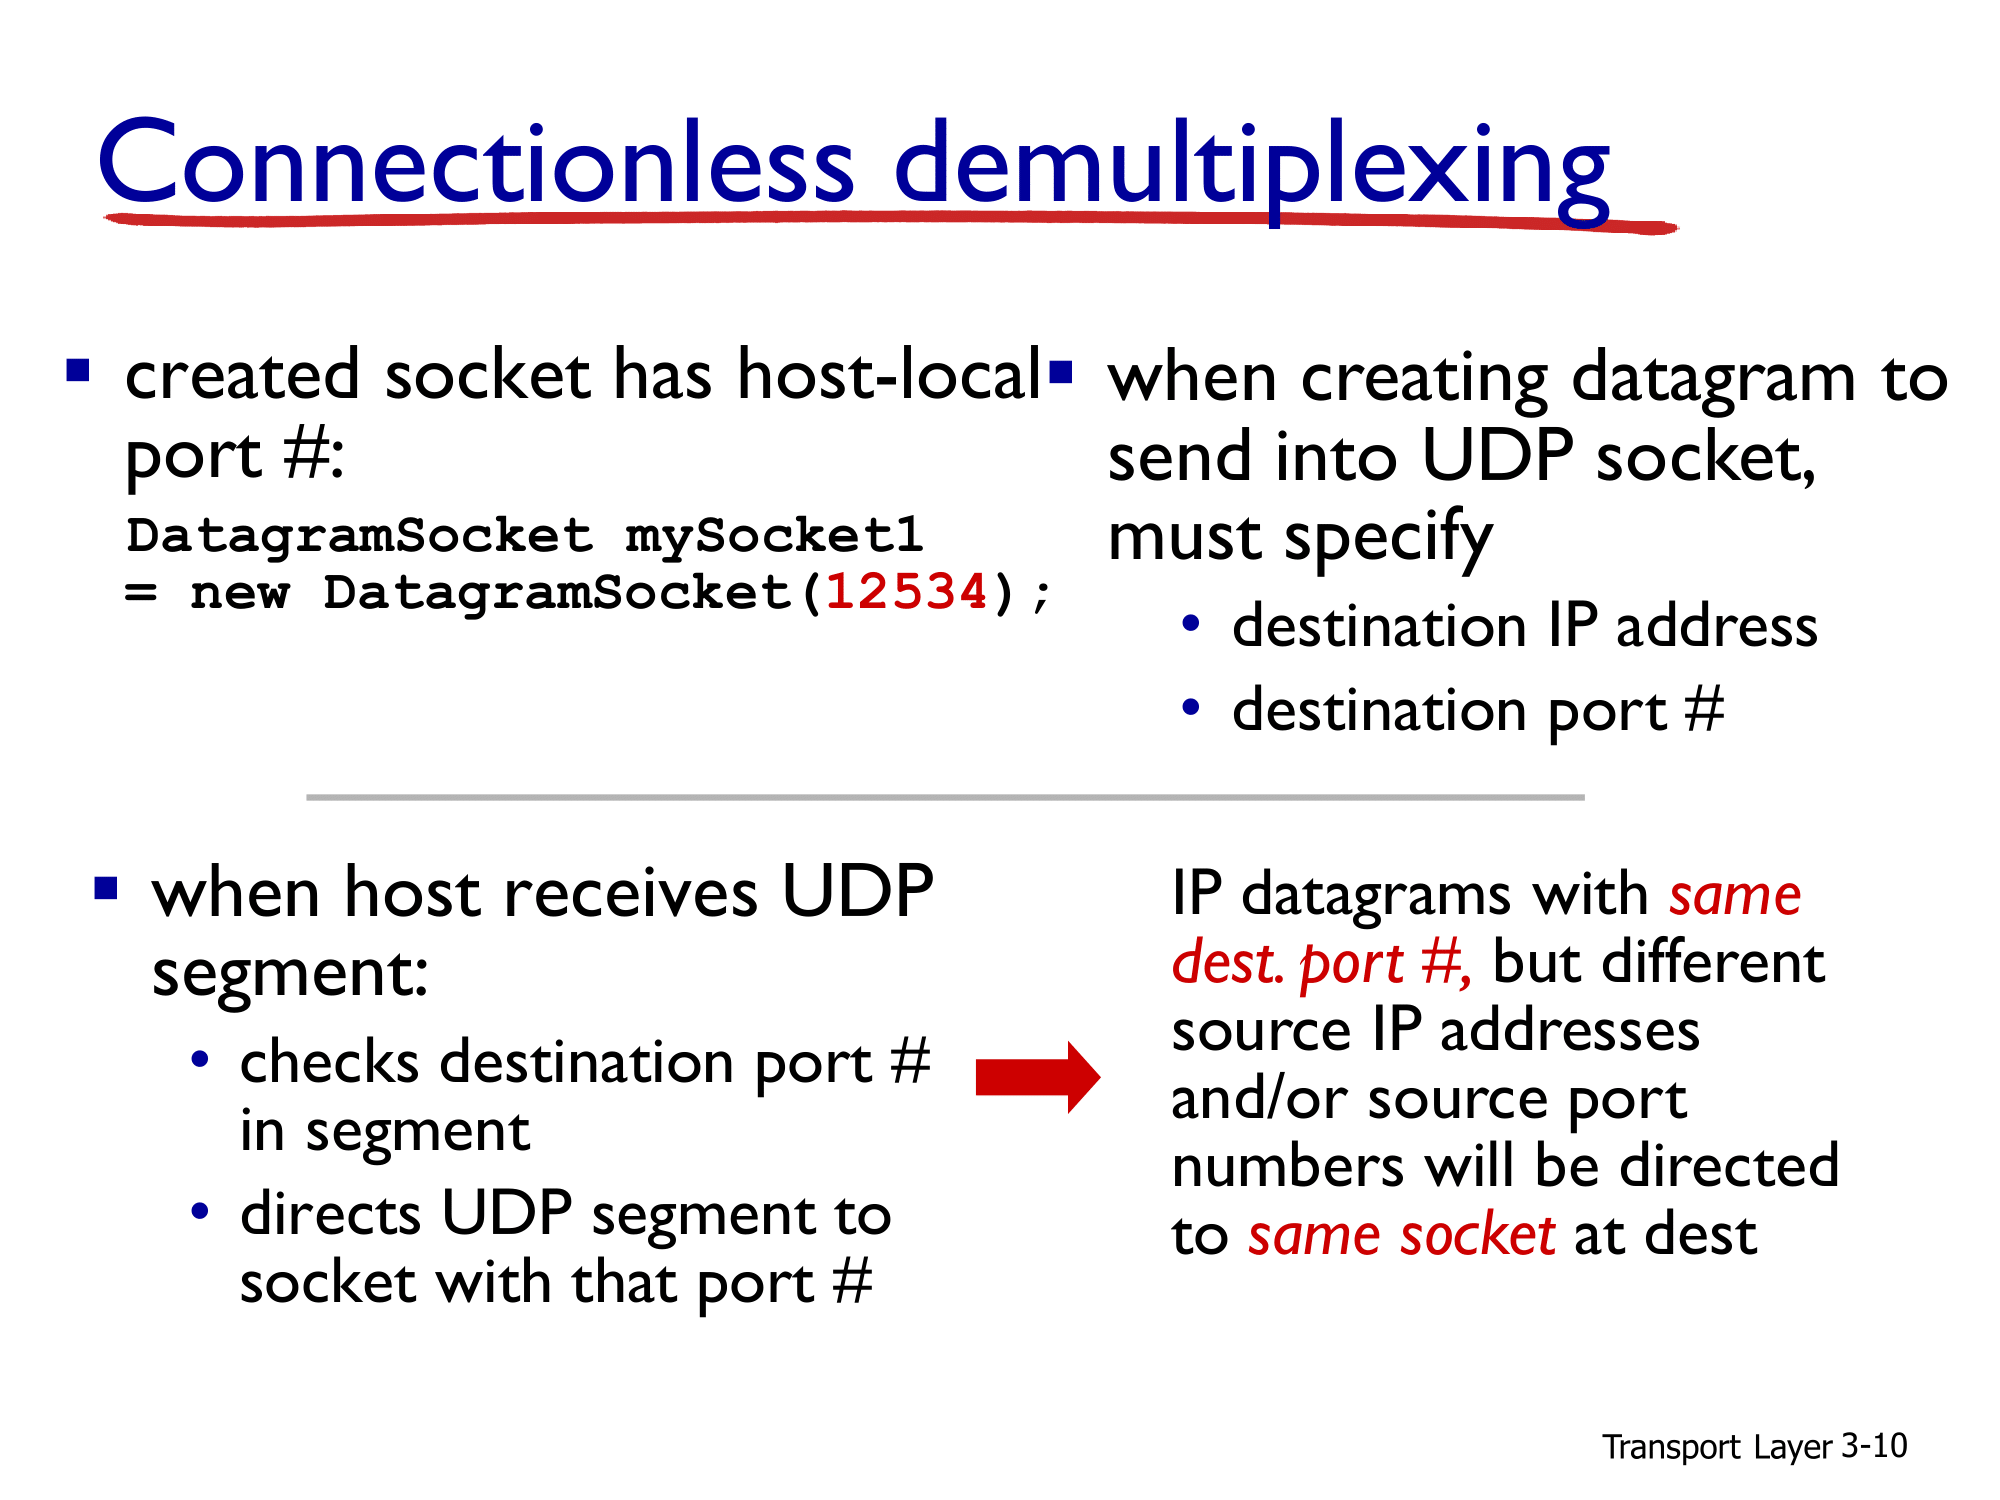 Connectionless demultiplexing
created socket has host-local
port #:
DatagramSocket mySocket1
= new DatagramSocket(12534);
when creating datagram to
send into UDP socket,
must specify
destination IP address
destination port #
when host receives UDP
segment:
checks destination port #
in segment
directs UDP segment to
socket with that port #
IP datagrams with same
dest. port #, but different
source IP addresses
and/or source port
numbers will be directed
to same socket at dest
Transport Layer 3-10